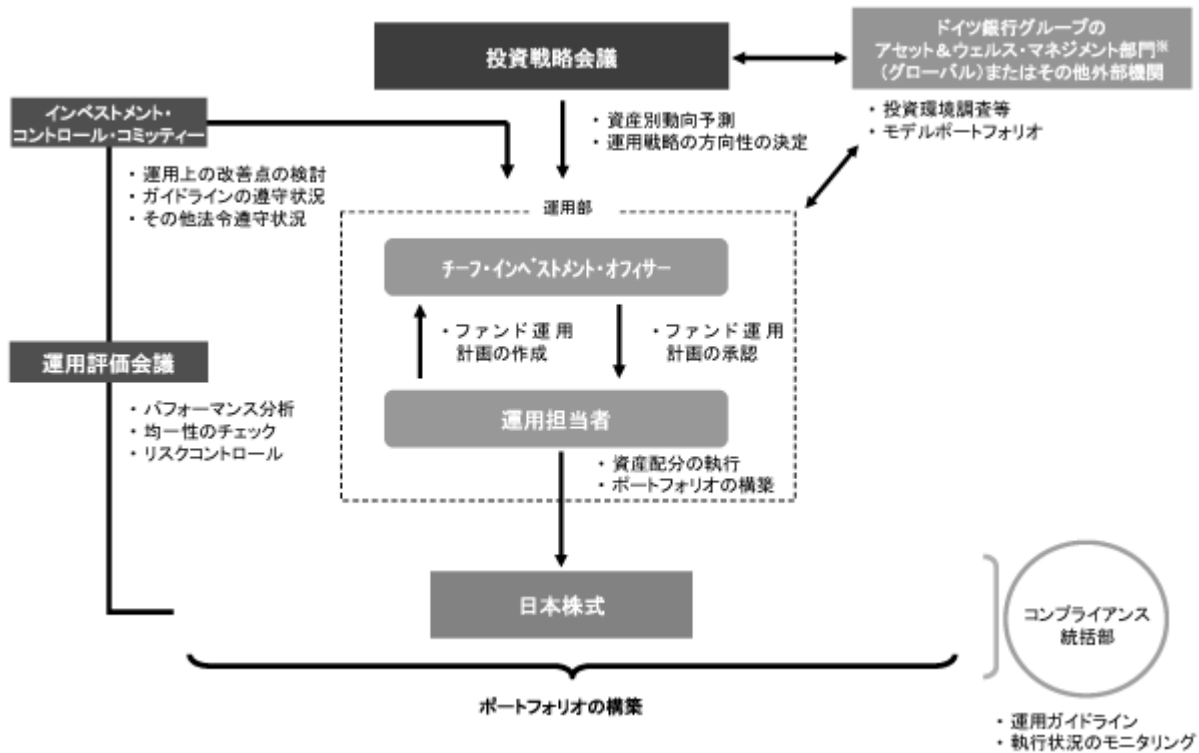 投資戦略会議
ドイツ銀行グループの
アセット&ウェルス・マネジメント部門※
(グローバル)またはその他外部機関
・投資環境調査等
・モデルポートフォリオ
インベストメント・
コントロール・コミッティー
・資産別動向予測
・運用戦略の方向性の決定
・運用上の改善点の検討
・ガイドラインの遵守状況
・その他法令遵守状況
運用部
チーフ・インベストメント・オフィサー
・ファンド運用
計画の作成
・ファンド運用
計画の承認
運用評価会議
・パフォーマンス分析
・均一性のチェック
・リスクコントロール
運用担当者
・資産配分の執行
・ポートフォリオの構築
日本株式
コンプライアンス
統括部
ポートフォリオの構築
・運用ガイドライン
・執行状況のモニタリング